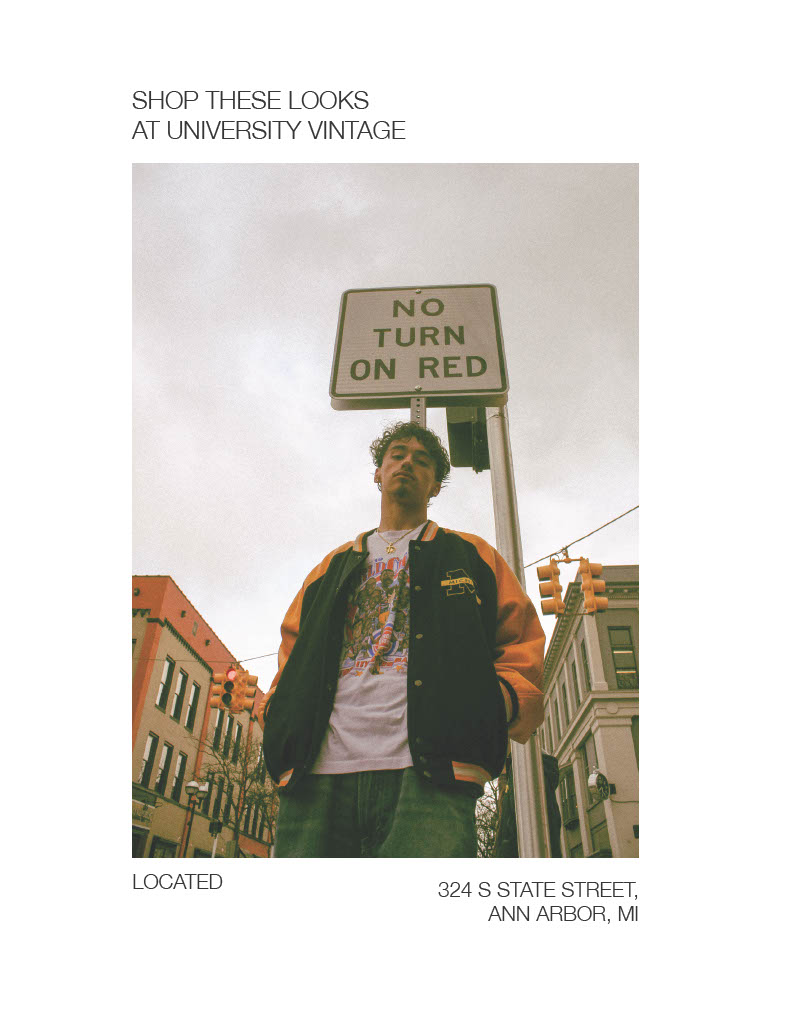 SHOP THESE LOOKS
AT UNIVERSITY VINTAGE
NO
TURN
ON RED
LOCATED
324 S STATE STREET,
ANN ARBOR, MI